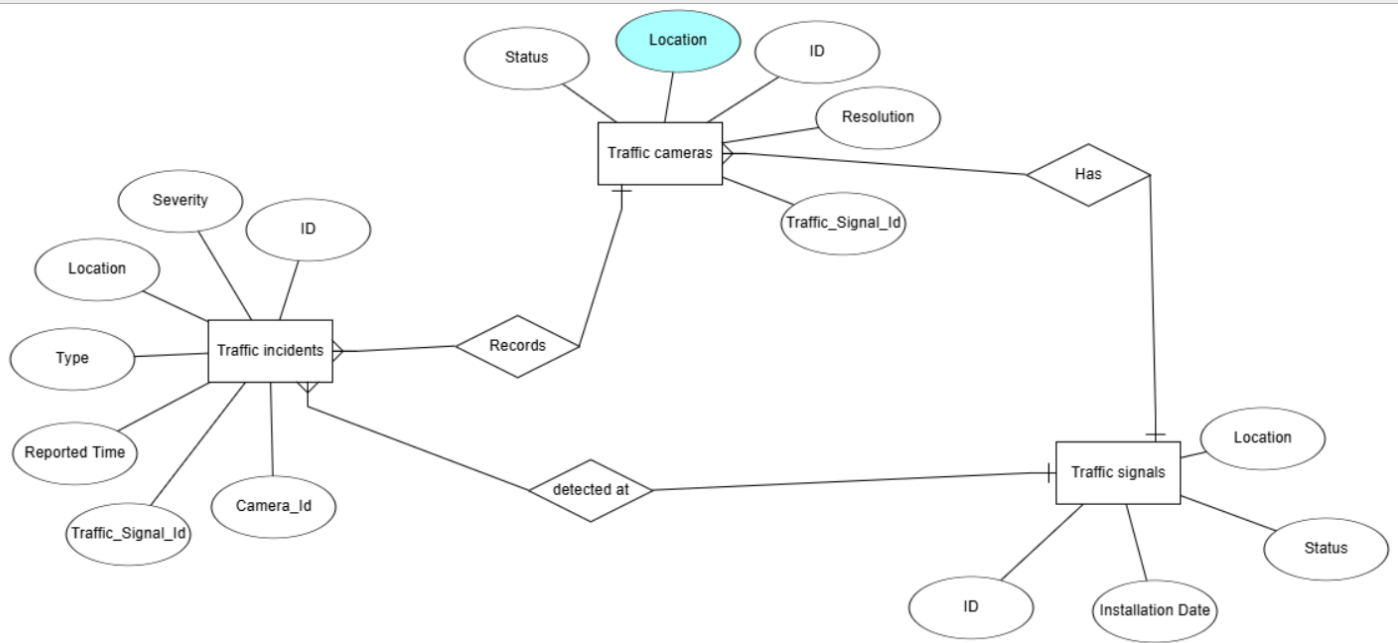 Location
Status
ID
Resolution
Traffic cameras
Has
Traffic_Signal_Id
Severity
ID
Location
Traffic incidents
Records
Type
Reported Time
Traffic_Signal_Id
Camera_Id
detected at
Location
Traffic signals
Status
ID
Installation Date